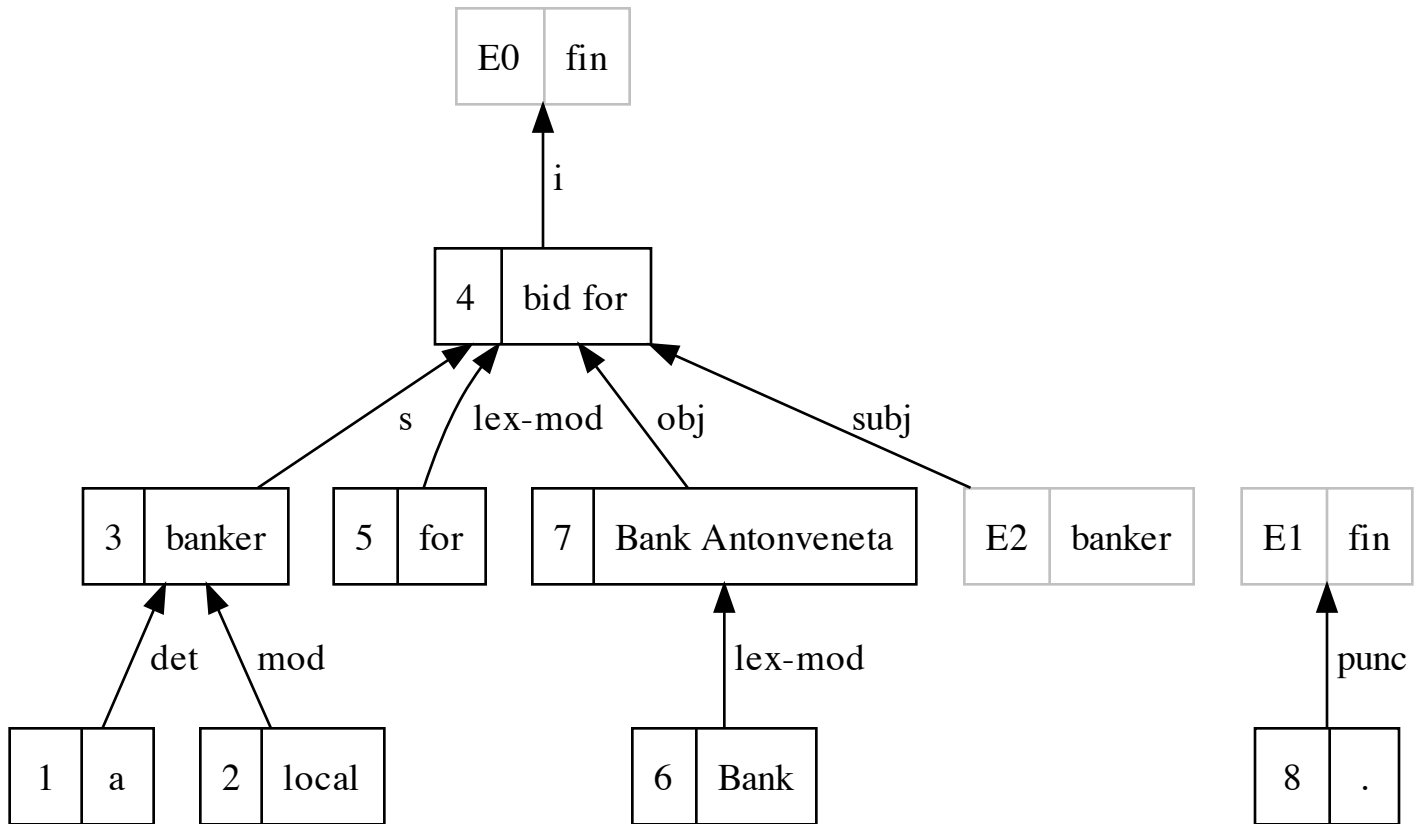 E0 fin
i
4 bid for
s lex-mod obj subj
3 banker 5 for 7 Bank Antonveneta E2 banker E1 fin
det mod lex-mod punc
1 a 2 local 6 Bank 8 .